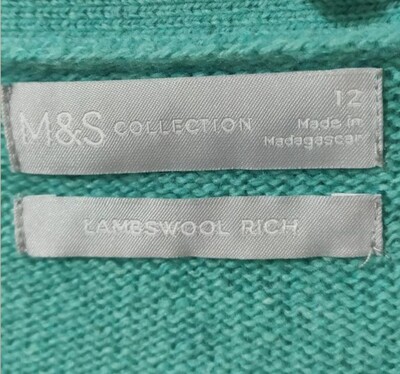 M&S COLLECTION
12
Made in
Madagascar
LAMBSWOOL RICH